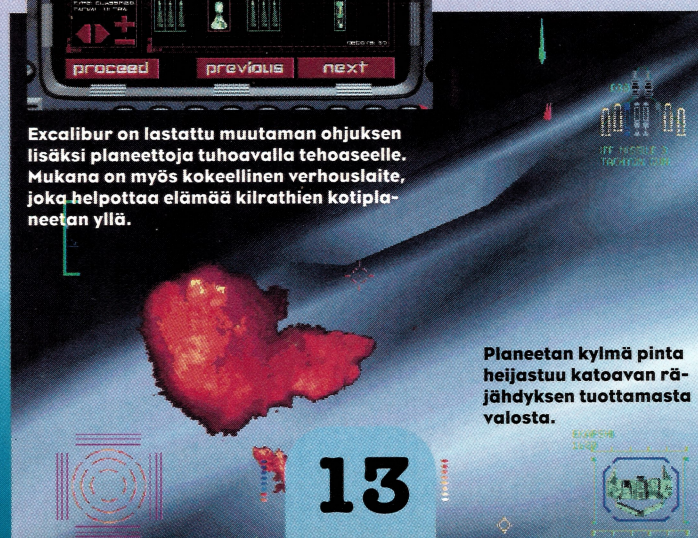 proceed previous next
Excalibur on lastattu muutaman ohjuksen
lisäksi planeettoja tuhoavalla tehoaseelle.
Mukana on myös kokeellinen verhouslaite,
joka helpottaa elämää kilrathien kotipla-
neetan yllä.
Planeetan kylmä pinta
heijastuu katoavan rä-
jähdyksen tuottamasta
valosta.
13